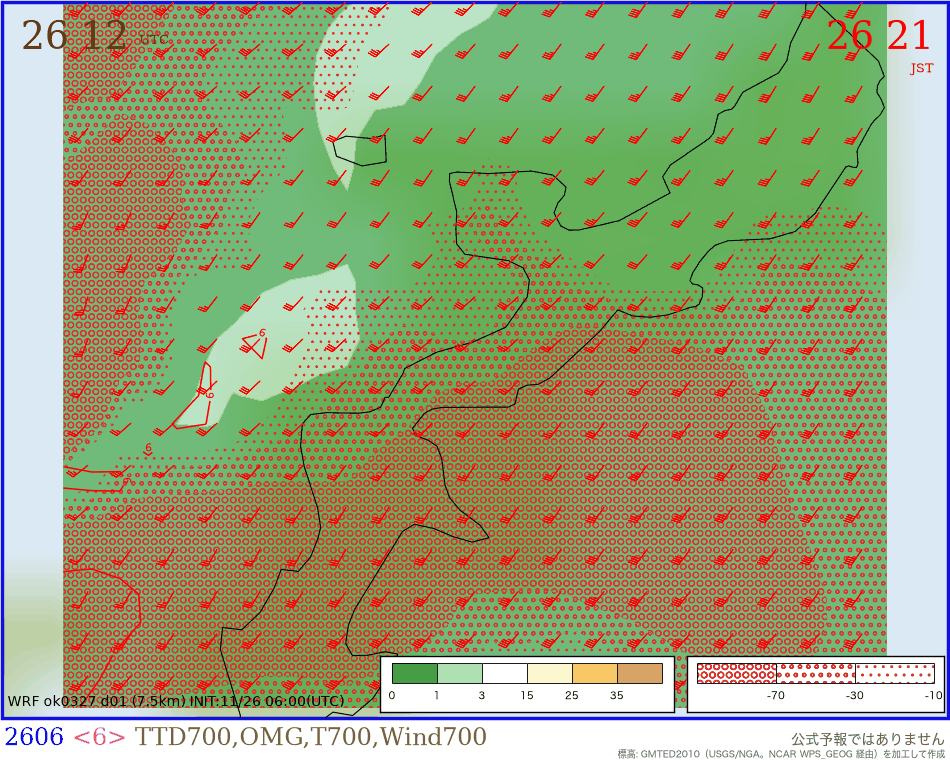 26 12 UTC
26 21
JST
6
6
6
6
WRF ok0327 d01 (7.5km) INIT:11/26 06:00(UTC)
0 1 3 15 25 35
-70 -30 -10
2606 <6> TTD700,OMG,T700,Wind700
公式予報ではありません
標高: GMTED2010（USGS/NGA。NCAR WPS_GEOG 経由）を加工して作成